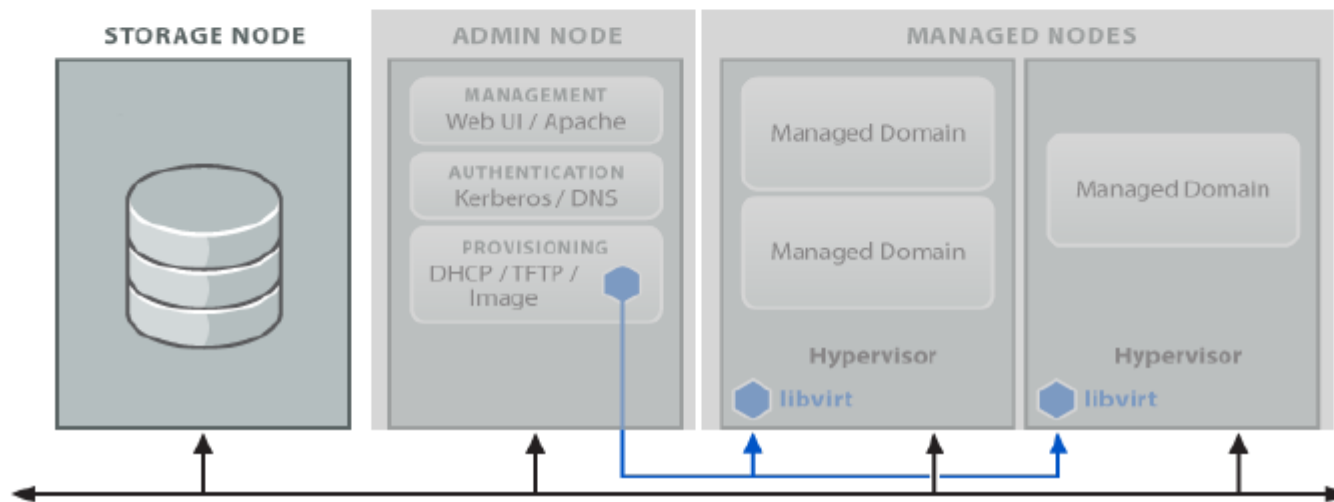 STORAGE NODE
ADMIN NODE
MANAGEMENT
Web UI / Apache
AUTHENTICATION
Kerberos / DNS
PROVISIONING
DHCP / TFTP /
Image
MANAGED NODES
Managed Domain
Managed Domain
Hypervisor
libvirt
Managed Domain
Hypervisor
libvirt